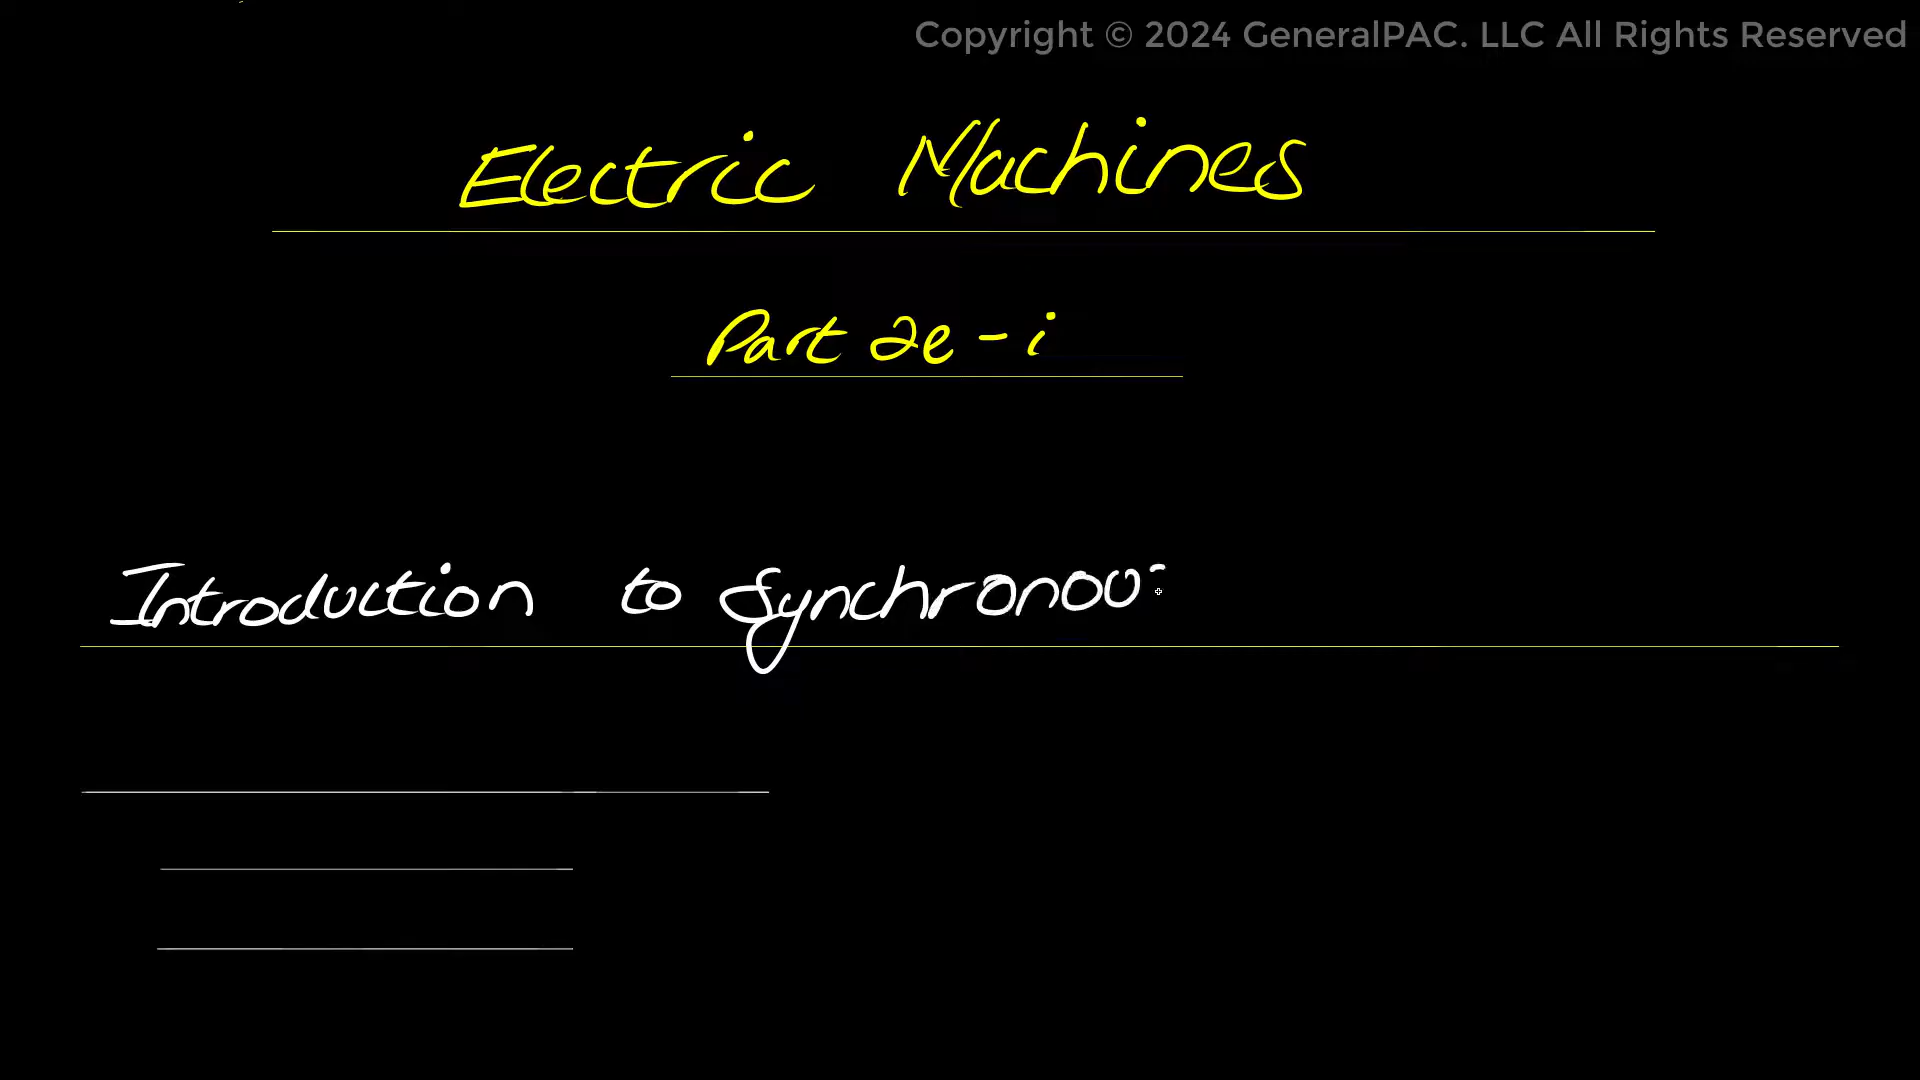 Copyright © 2024 GeneralPAC. LLC All Rights Reserved
Electric Machines
Part 2e - i
Introduction to Synchronou